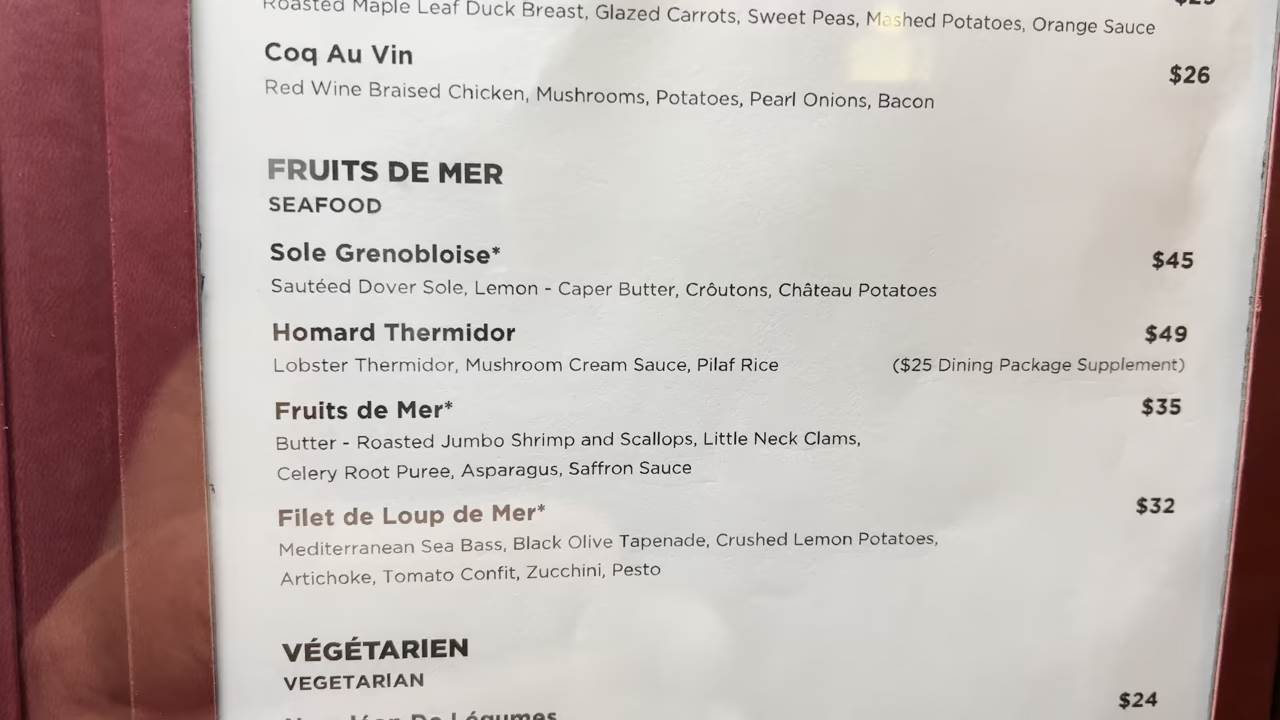 Roasted Maple Leaf Duck Breast, Glazed Carrots, Sweet Peas, Mashed Potatoes, Orange Sauce
Coq Au Vin $26
Red Wine Braised Chicken, Mushrooms, Potatoes, Pearl Onions, Bacon
FRUITS DE MER
SEAFOOD
Sole Grenobloise* $45
Sautéed Dover Sole, Lemon - Caper Butter, Crôutons, Château Potatoes
Homard Thermidor $49
Lobster Thermidor, Mushroom Cream Sauce, Pilaf Rice ($25 Dining Package Supplement)
Fruits de Mer* $35
Butter - Roasted Jumbo Shrimp and Scallops, Little Neck Clams,
Celery Root Puree, Asparagus, Saffron Sauce
Filet de Loup de Mer* $32
Mediterranean Sea Bass, Black Olive Tapenade, Crushed Lemon Potatoes,
Artichoke, Tomato Confit, Zucchini, Pesto
VÉGÉTARIEN
VEGETARIAN
De Légumes $24